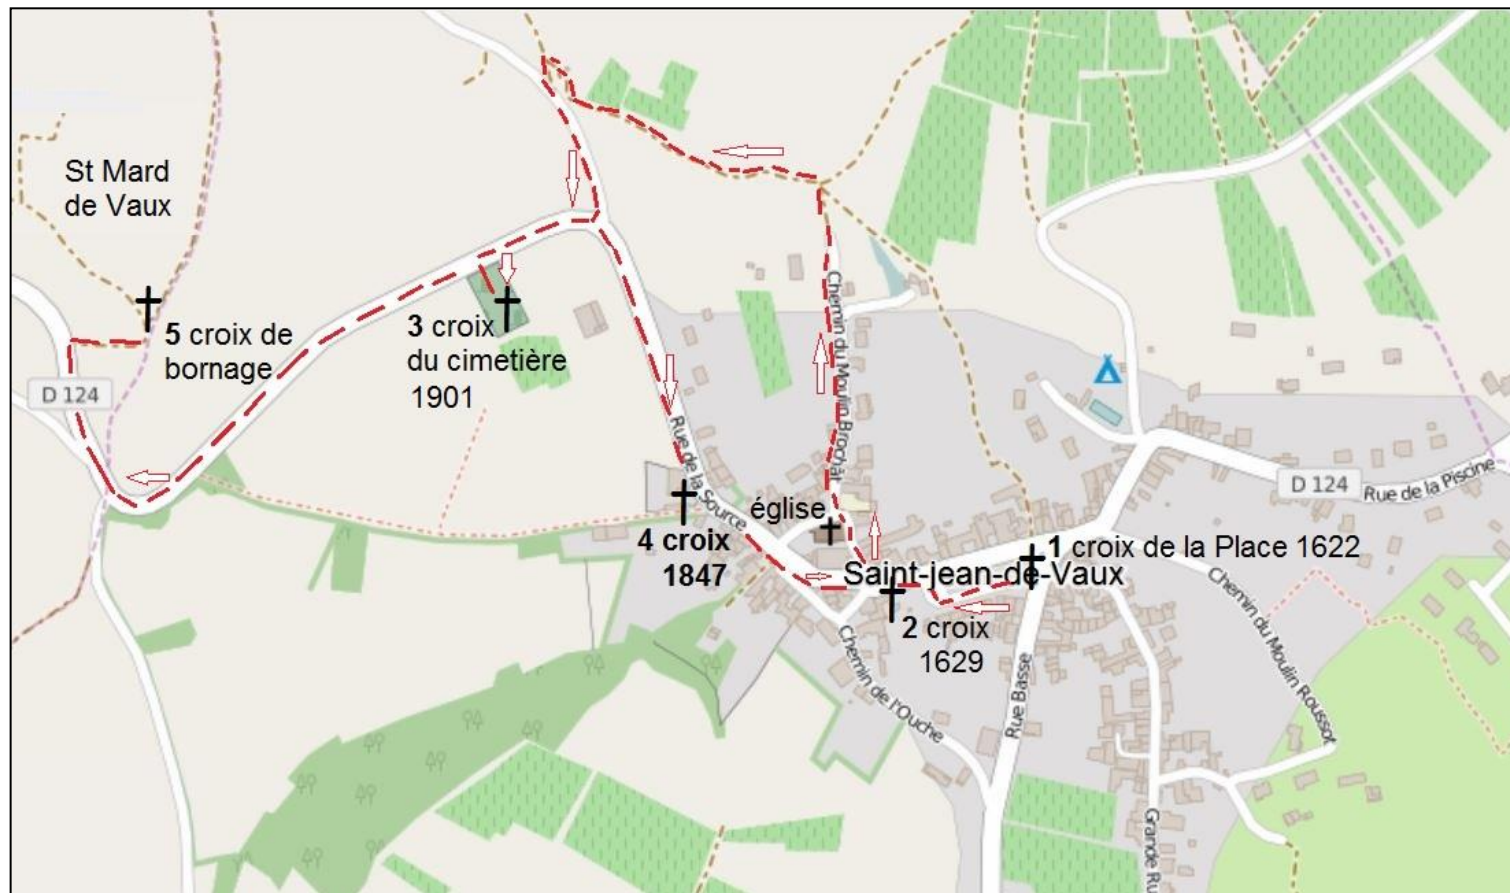 St Mard
de Vaux
5 croix de
bornage
D 124
3 croix
du cimetière
1901
Chemin du Moulin Brochât
Rue de la Source
église
4 croix
1847
D 124
Rue de la Piscine
1 croix de la Place 1622
Saint-jean-de-Vaux
2 croix
1629
Chemin de l'Ouche
Rue Basse
Chemin du Moulin Roussot
Grande Ru